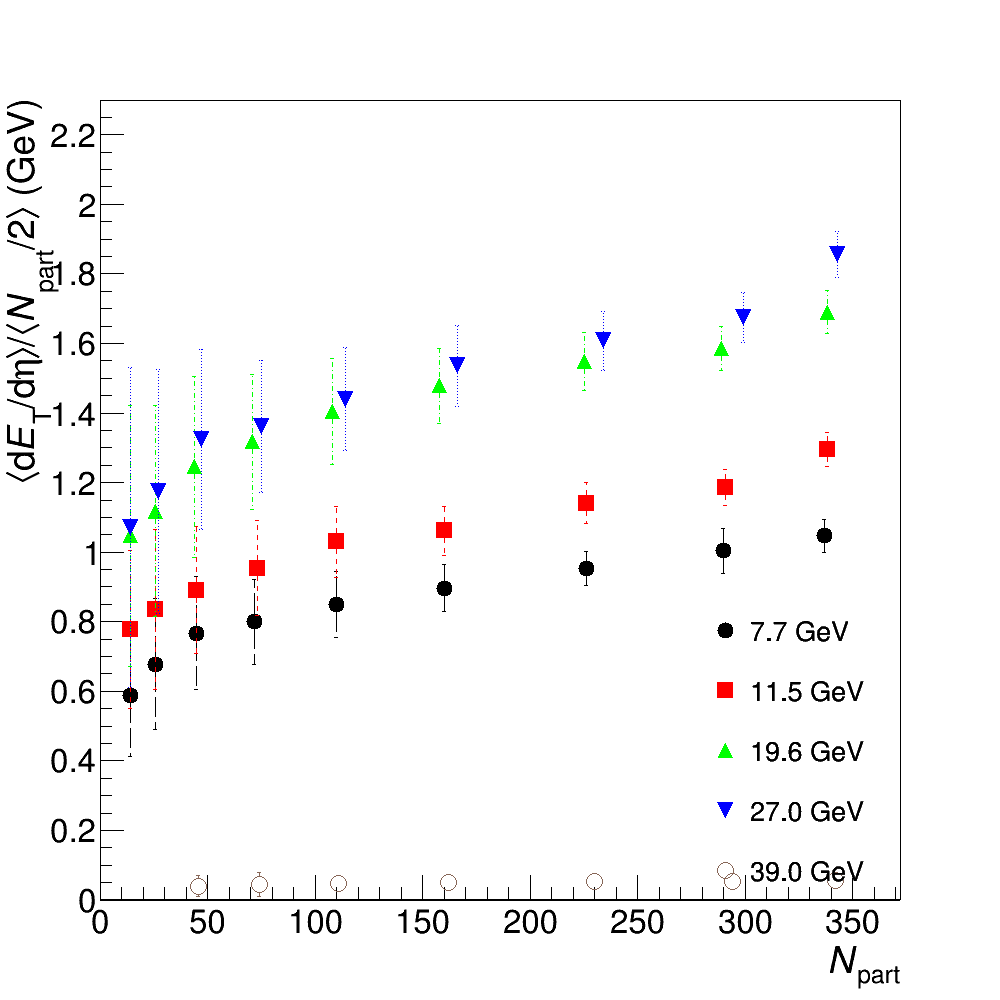 ⟨dE_T/dη⟩/⟨N_part/2⟩ (GeV)
2.2
2
1.8
1.6
1.4
1.2
1
0.8
0.6
0.4
0.2
0
7.7 GeV
11.5 GeV
19.6 GeV
27.0 GeV
39.0 GeV
0 50 100 150 200 250 300 350
N_part